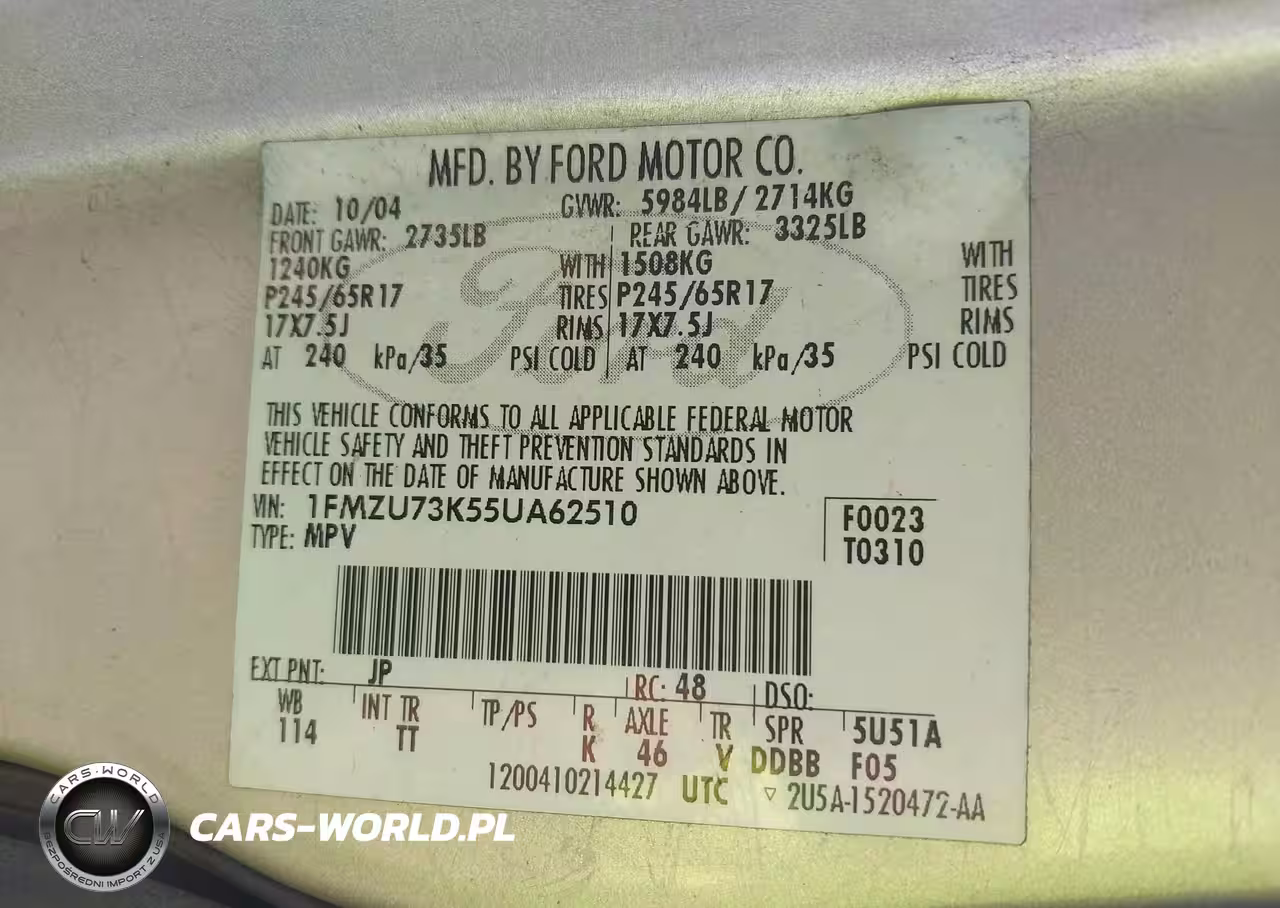 MFD. BY FORD MOTOR CO.
DATE: 10/04 GVWR: 5984LB/2714KG
FRONT GAWR: 2735LB REAR GAWR: 3325LB
1240KG WITH 1508KG WITH
P245/65R17 TIRES P245/65R17 TIRES
17X7.5J RIMS 17X7.5J RIMS
AT 240 kPa/35 PSI COLD AT 240 kPa/35 PSI COLD
Ford
THIS VEHICLE CONFORMS TO ALL APPLICABLE FEDERAL MOTOR
VEHICLE SAFETY AND THEFT PREVENTION STANDARDS IN
EFFECT ON THE DATE OF MANUFACTURE SHOWN ABOVE.
VIN: 1FMZU73K55UA62510 F0023
TYPE: MPV T0310
EXT PNT: JP RC: 48 DSO:
WB INT TR TP/PS R AXLE TR SPR 5U51A
114 TT K 46 V DDBB F05
1200410214427 UTC ▽ 2U5A-1520472-AA
CARS-WORLD
CW
BEZPOŚREDNI IMPORT Z USA
CARS-WORLD.PL